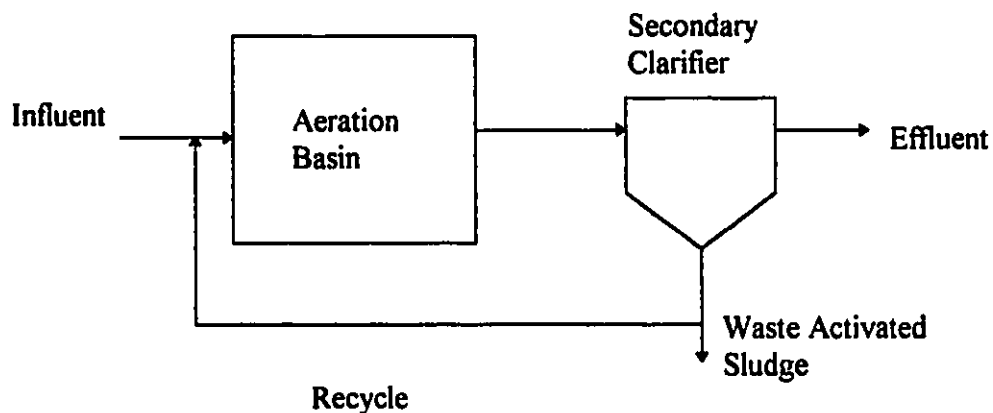 Secondary
Clarifier
Influent
Aeration
Basin
Effluent
Waste Activated
Sludge
Recycle